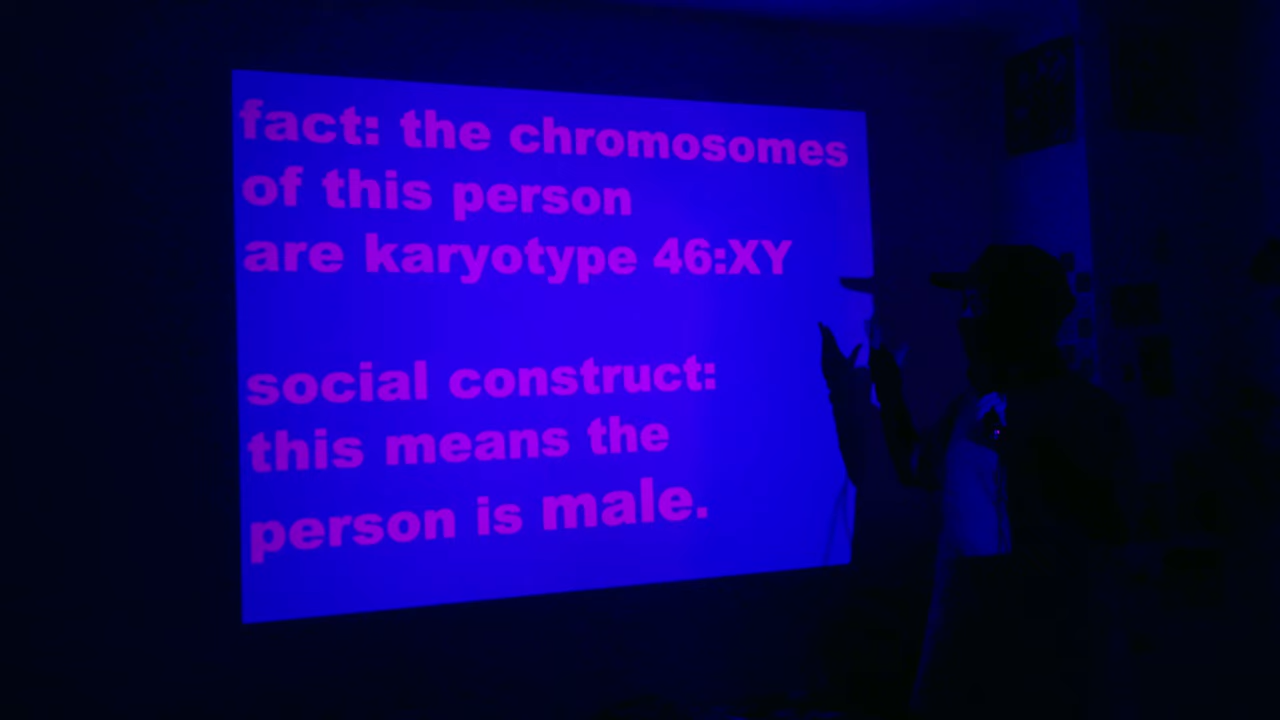 fact: the chromosomes
of this person
are karyotype 46:XY
social construct:
this means the
person is male.